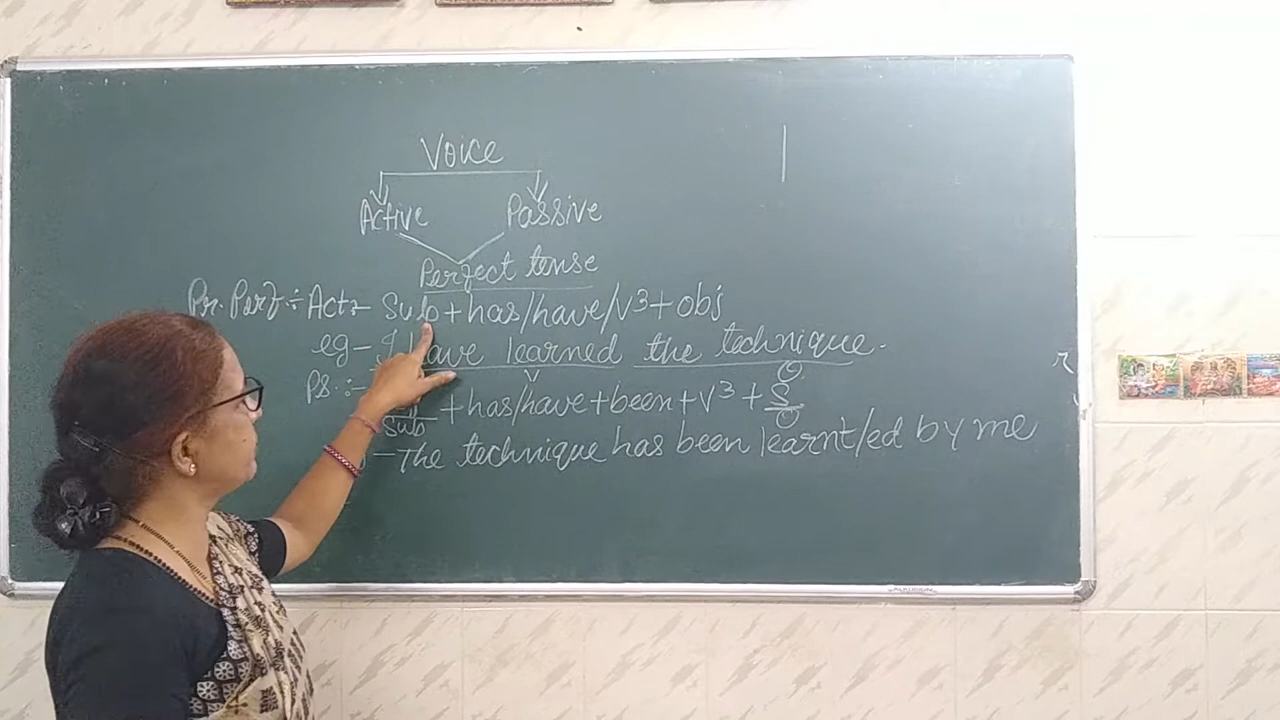 Voice
Active Passive
Perfect tense
Pr. Perf ÷ Act :- Sub + has/have/V3 + obj
eg - I have learned the technique.
Ps. :- Sub + has/have + been + V3 + S O
- The technique has been learnt/ed by me